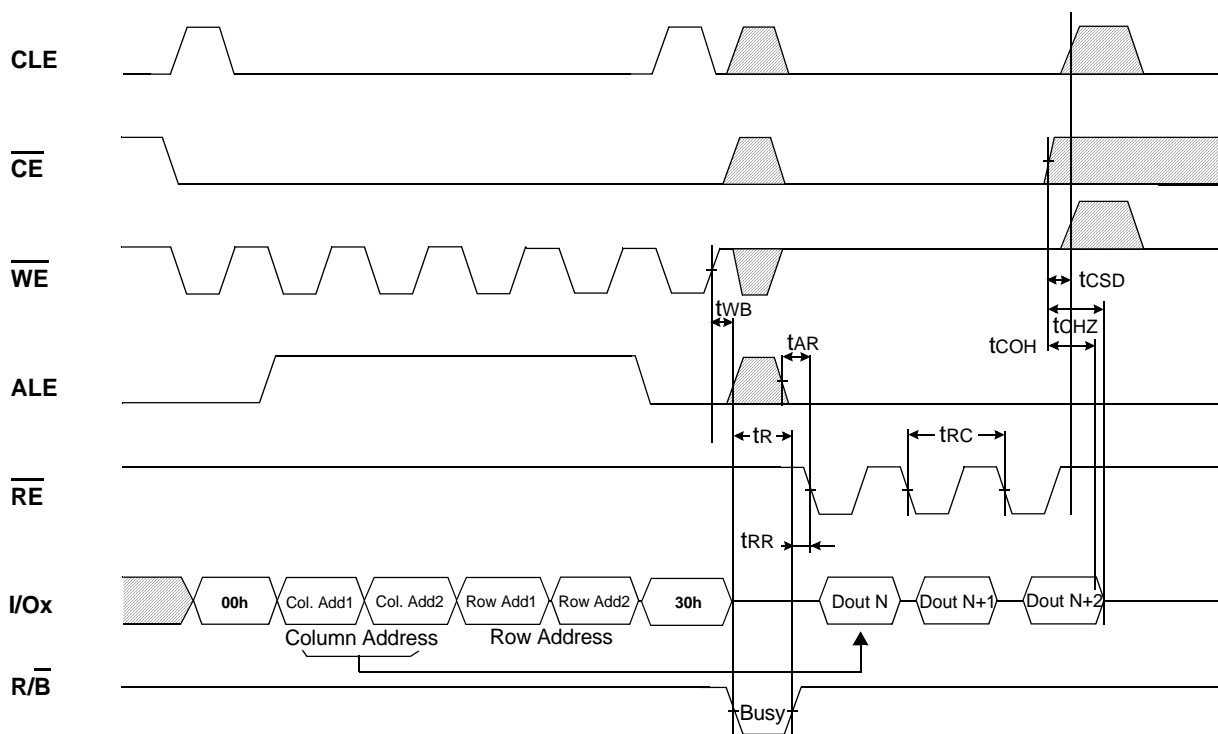 CLE
CE
WE
tCSD
tWB
tCHZ
tAR
tCOH
ALE
tR
tRC
RE
tRR
I/Ox
00h
Col. Add1
Col. Add2
Row Add1
Row Add2
30h
Dout N
Dout N+1
Dout N+2
Column Address
Row Address
R/B
Busy